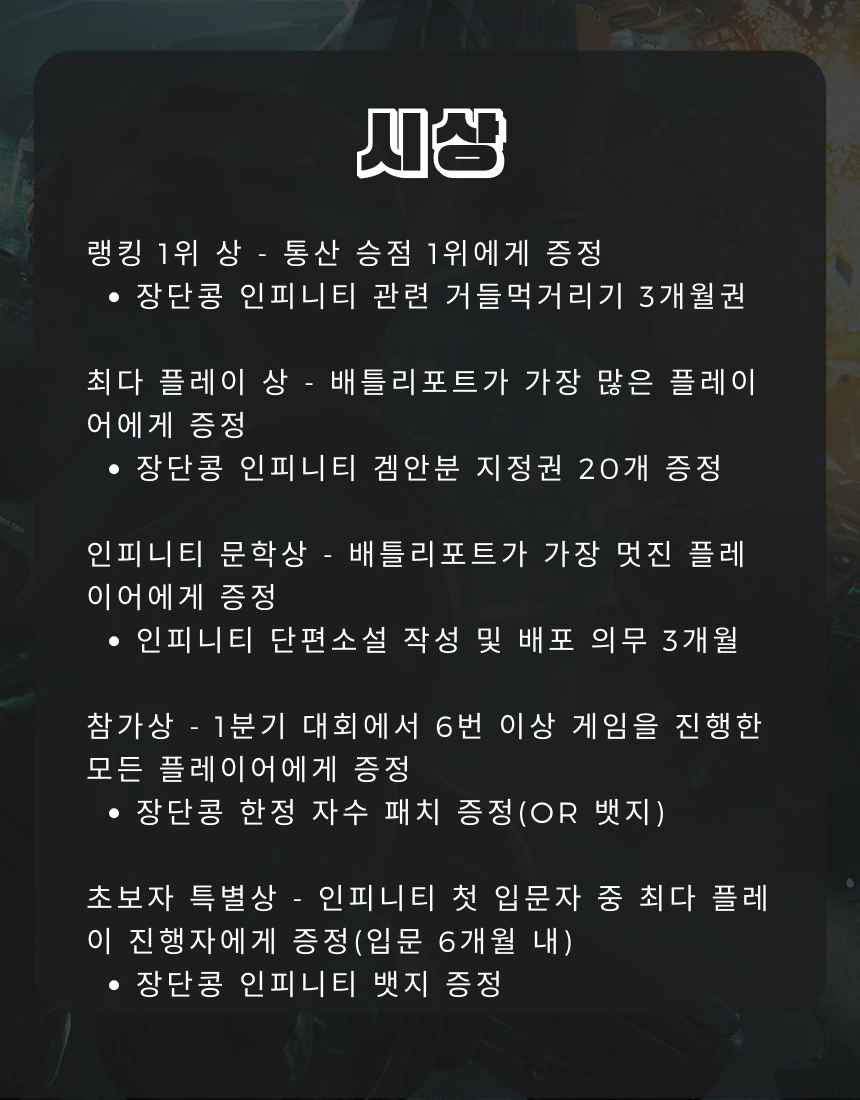 시상
랭킹 1위 상 - 통산 승점 1위에게 증정
• 장단콩 인피니티 관련 거들먹거리기 3개월권
최다 플레이 상 - 배틀리포트가 가장 많은 플레이
어에게 증정
• 장단콩 인피니티 겜안분 지정권 20개 증정
인피니티 문학상 - 배틀리포트가 가장 멋진 플레
이어에게 증정
• 인피니티 단편소설 작성 및 배포 의무 3개월
참가상 - 1분기 대회에서 6번 이상 게임을 진행한
모든 플레이어에게 증정
• 장단콩 한정 자수 패치 증정(OR 뱃지)
초보자 특별상 - 인피니티 첫 입문자 중 최다 플레
이 진행자에게 증정(입문 6개월 내)
• 장단콩 인피니티 뱃지 증정